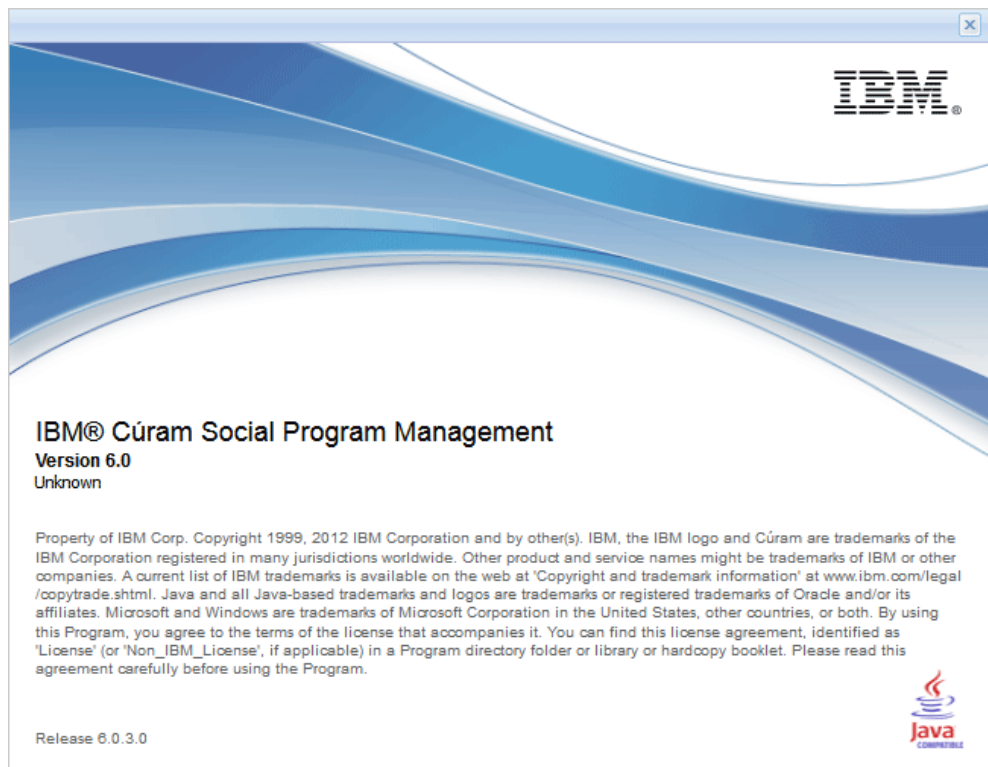 IBM®
IBM® Cúram Social Program Management
Version 6.0
Unknown
Property of IBM Corp. Copyright 1999, 2012 IBM Corporation and by other(s). IBM, the IBM logo and Cúram are trademarks of the
IBM Corporation registered in many jurisdictions worldwide. Other product and service names might be trademarks of IBM or other
companies. A current list of IBM trademarks is available on the web at 'Copyright and trademark information' at www.ibm.com/legal
/copytrade.shtml. Java and all Java-based trademarks and logos are trademarks or registered trademarks of Oracle and/or its
affiliates. Microsoft and Windows are trademarks of Microsoft Corporation in the United States, other countries, or both. By using
this Program, you agree to the terms of the license that accompanies it. You can find this license agreement, identified as
'License' (or 'Non_IBM_License', if applicable) in a Program directory folder or library or hardcopy booklet. Please read this
agreement carefully before using the Program.
Java
COMPATIBLE
Release 6.0.3.0